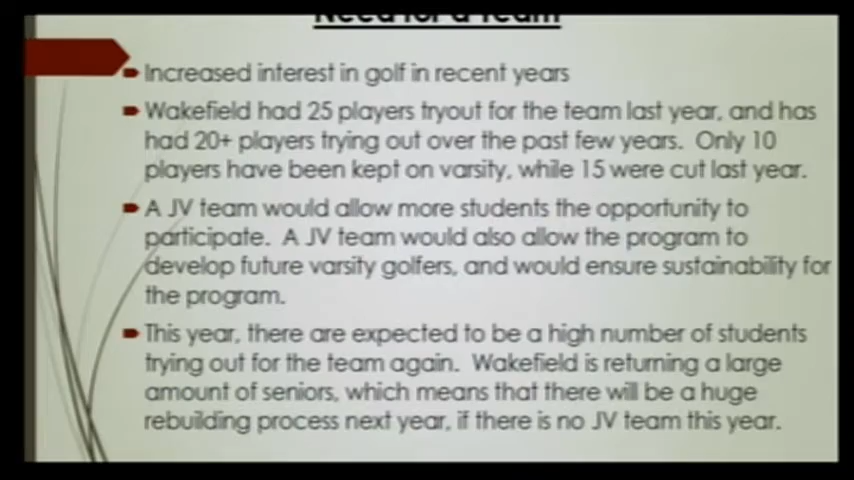 Need for a Team
Increased interest in golf in recent years
Wakefield had 25 players tryout for the team last year, and has
had 20+ players trying out over the past few years. Only 10
players have been kept on varsity, while 15 were cut last year.
A JV team would allow more students the opportunity to
participate. A JV team would also allow the program to
develop future varsity golfers, and would ensure sustainability for
the program.
This year, there are expected to be a high number of students
trying out for the team again. Wakefield is returning a large
amount of seniors, which means that there will be a huge
rebuilding process next year, if there is no JV team this year.